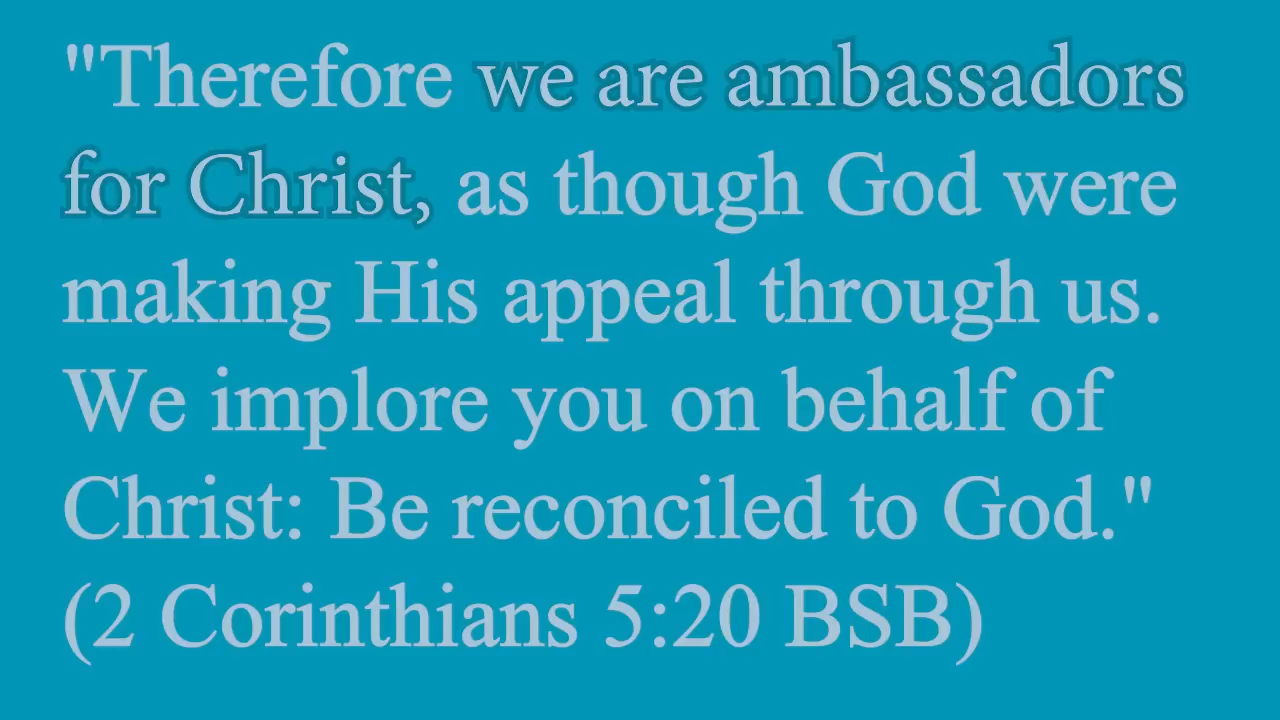 "Therefore we are ambassadors
for Christ, as though God were
making His appeal through us.
We implore you on behalf of
Christ: Be reconciled to God."
(2 Corinthians 5:20 BSB)